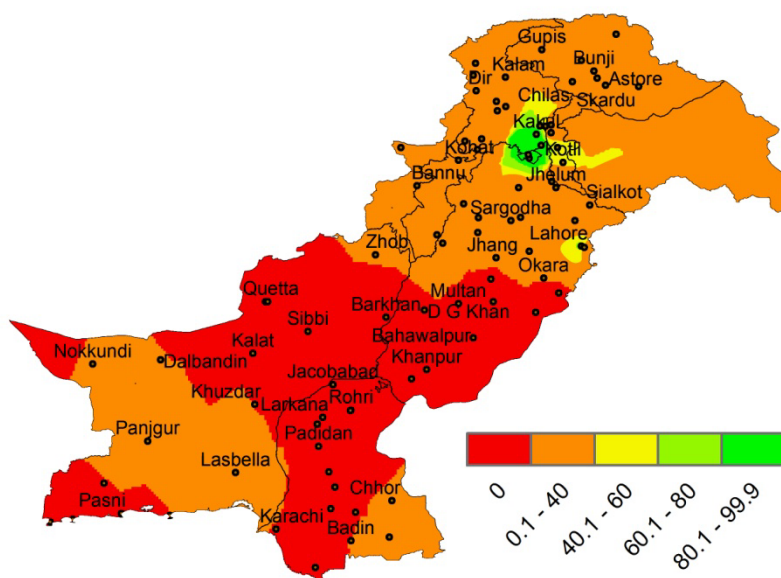 Gupis
Bunji
Kalam
Dir
Astore
Chilas
Skardu
Kakul
Kohat
Kotli
Bannu
Jhelum
Sialkot
Sargodha
Lahore
Zhob
Jhang
Okara
Quetta
Multan
Barkhan
D G Khan
Sibbi
Bahawalpur
Kalat
Nokkundi
Dalbandin
Khanpur
Jacobabad
Khuzdar
Rohri
Larkana
Panjgur
Padidan
Lasbella
Chhor
Pasni
Karachi
Badin
0
0.1 - 40
40.1 - 60
60.1 - 80
80.1 - 99.9